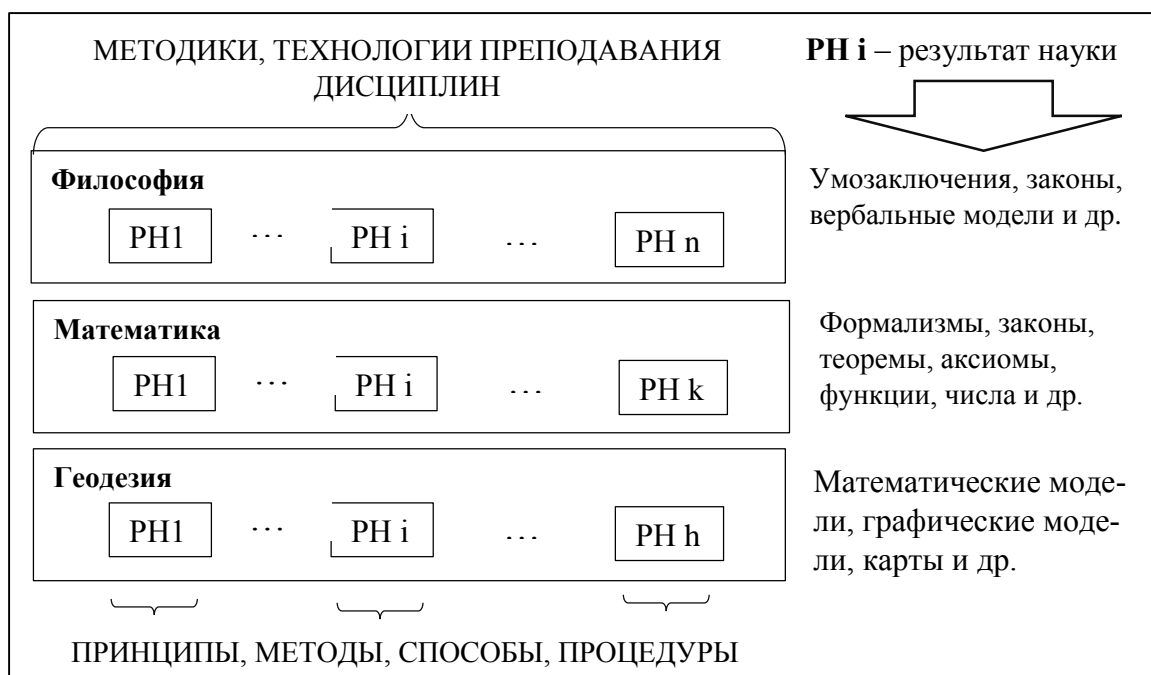 МЕТОДИКИ, ТЕХНОЛОГИИ ПРЕПОДАВАНИЯ
ДИСЦИПЛИН
РН i – результат науки
Философия
РН1 … РН i … РН n
Умозаключения, законы,
вербальные модели и др.
Математика
РН1 … РН i … РН k
Формализмы, законы,
теоремы, аксиомы,
функции, числа и др.
Геодезия
РН1 … РН i … РН h
Математические моде-
ли, графические моде-
ли, карты и др.
ПРИНЦИПЫ, МЕТОДЫ, СПОСОБЫ, ПРОЦЕДУРЫ